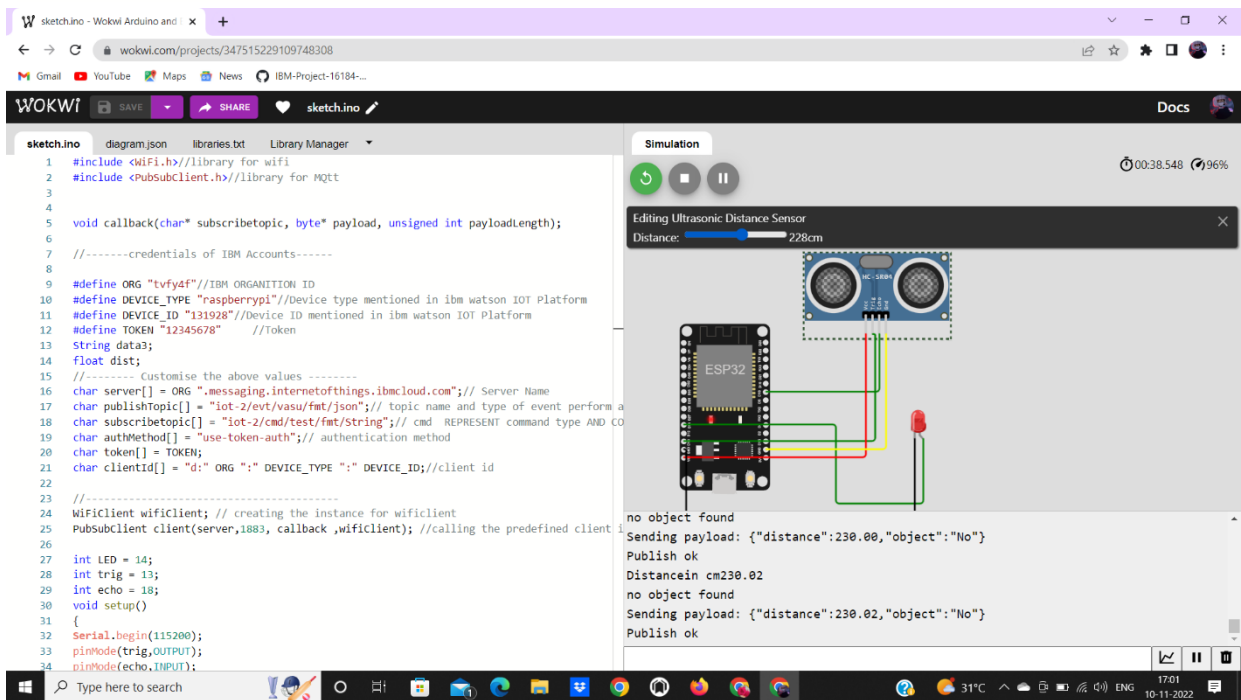 sketch.ino - Wokwi Arduino and
wokwi.com/projects/347515229109748308
Gmail YouTube Maps News IBM-Project-16184-...
WOKWi SAVE SHARE sketch.ino Docs
sketch.ino diagram.json libraries.txt Library Manager
1 #include <WiFi.h>//library for wifi
2 #include <PubSubClient.h>//library for MQtt
3
4
5 void callback(char* subscribetopic, byte* payload, unsigned int payloadLength);
6
7 //-------credentials of IBM Accounts------
8
9 #define ORG "tvfy4f"//IBM ORGANITION ID
10 #define DEVICE_TYPE "raspberrypi"//Device type mentioned in ibm watson IOT Platform
11 #define DEVICE_ID "131928"//Device ID mentioned in ibm watson IOT Platform
12 #define TOKEN "12345678" //Token
13 String data3;
14 float dist;
15 //-------- Customise the above values --------
16 char server[] = ORG ".messaging.internetofthings.ibmcloud.com";// Server Name
17 char publishTopic[] = "iot-2/evt/vasu/fmt/json";// topic name and type of event perform a
18 char subscribetopic[] = "iot-2/cmd/test/fmt/String";// cmd REPRESENT command type AND CO
19 char authMethod[] = "use-token-auth";// authentication method
20 char token[] = TOKEN;
21 char clientId[] = "d:" ORG ":" DEVICE_TYPE ":" DEVICE_ID;//client id
22
23 //-----------------------------------------
24 WiFiClient wifiClient; // creating the instance for wificlient
25 PubSubClient client(server,1883, callback ,wifiClient); //calling the predefined client i
26
27 int LED = 14;
28 int trig = 13;
29 int echo = 18;
30 void setup()
31 {
32 Serial.begin(115200);
33 pinMode(trig,OUTPUT);
34 pinMode(echo,INPUT);
Simulation
00:38.548 96%
Editing Ultrasonic Distance Sensor
Distance: 228cm
HC-SR04
Vcc Trig Echo Gnd
ESP32
no object found
Sending payload: {"distance":230.00,"object":"No"}
Publish ok
Distancein cm230.02
no object found
Sending payload: {"distance":230.02,"object":"No"}
Publish ok
Type here to search
31°C ENG
17:01
10-11-2022